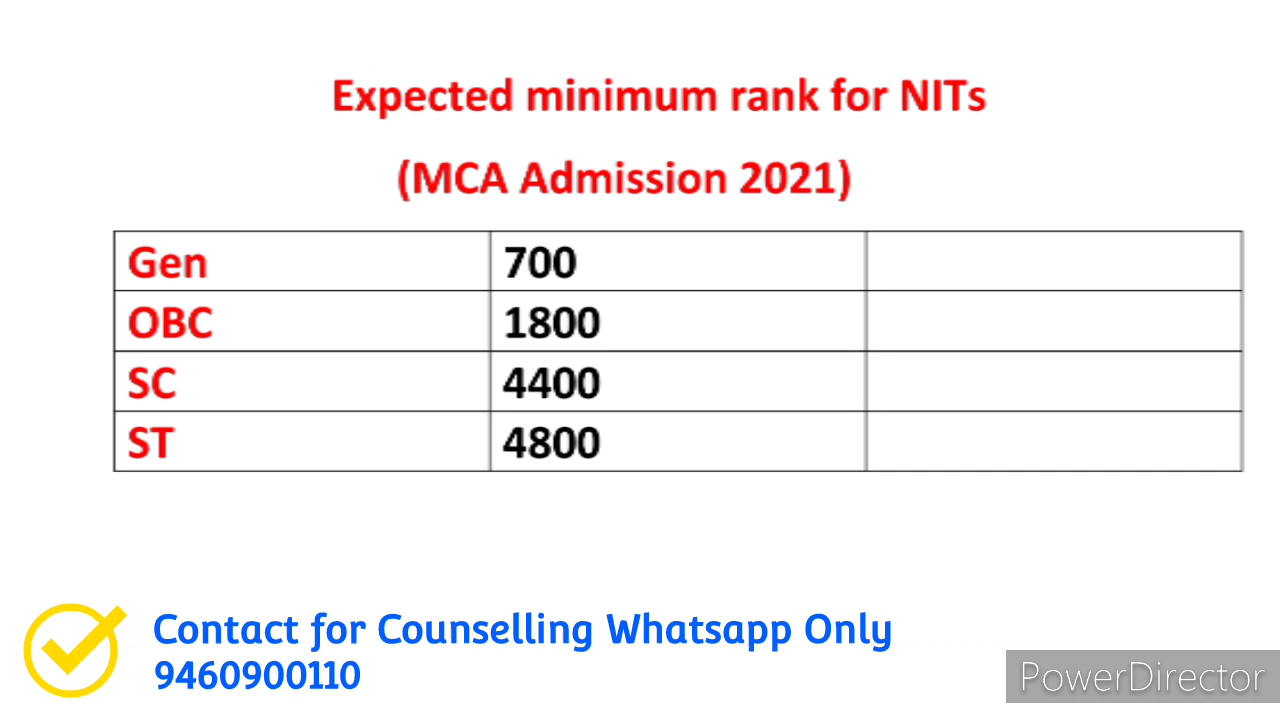 Expected minimum rank for NITs
(MCA Admission 2021)
Gen 700
OBC 1800
SC 4400
ST 4800
Contact for Counselling Whatsapp Only
9460900110
PowerDirector